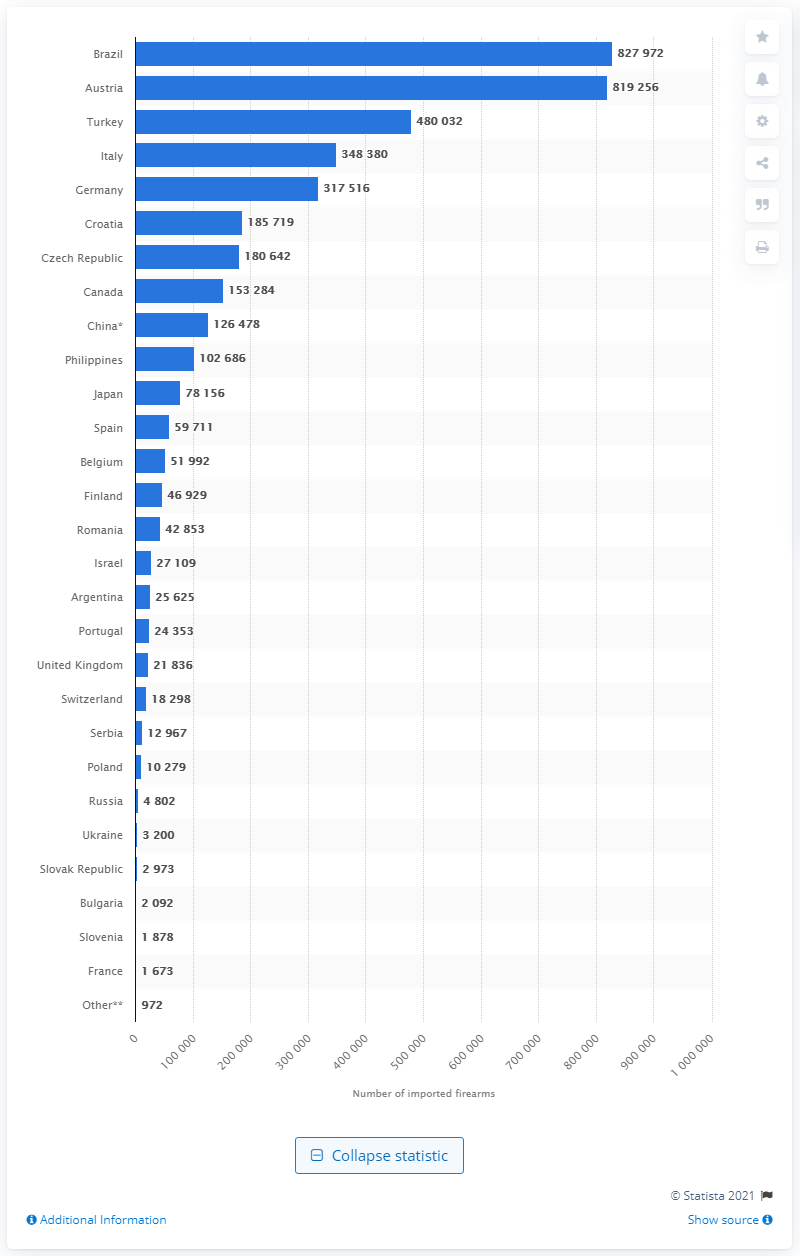 Brazil 827 972
Austria 819 256
Turkey 480 032
Italy 348 380
Germany 317 516
Croatia 185 719
Czech Republic 180 642
Canada 153 284
China* 126 478
Philippines 102 686
Japan 78 156
Spain 59 711
Belgium 51 992
Finland 46 929
Romania 42 853
Israel 27 109
Argentina 25 625
Portugal 24 353
United Kingdom 21 836
Switzerland 18 298
Serbia 12 967
Poland 10 279
Russia 4 802
Ukraine 3 200
Slovak Republic 2 973
Bulgaria 2 092
Slovenia 1 878
France 1 673
Other** 972
0 100 000 200 000 300 000 400 000 500 000 600 000 700 000 800 000 900 000 1 000 000
Number of imported firearms
Collapse statistic
© Statista 2021
Additional Information Show source